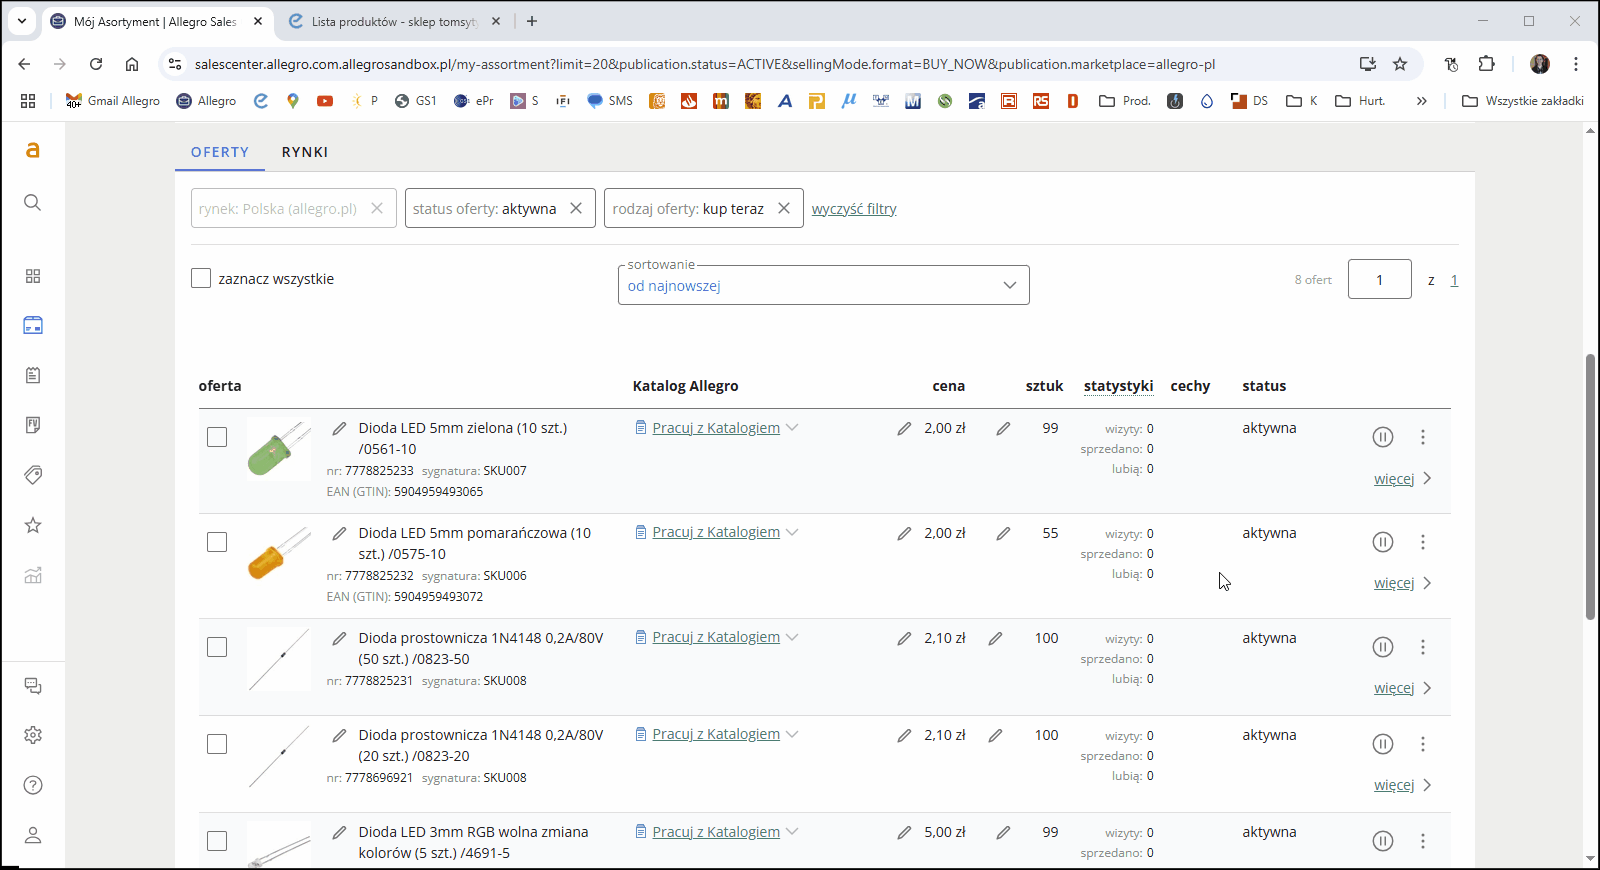 Mój Asortyment | Allegro Sales
Lista produktów - sklep tomsyt
salescenter.allegro.com.allegrosandbox.pl/my-assortment?limit=20&publication.status=ACTIVE&sellingMode.format=BUY_NOW&publication.marketplace=allegro-pl
Gmail Allegro Allegro P GS1 ePr S IFI SMS Prod. DS K Hurt. Wszystkie zakładki
OFERTY RYNKI
rynek: Polska (allegro.pl) status oferty: aktywna rodzaj oferty: kup teraz wyczyść filtry
zaznacz wszystkie
sortowanie
od najnowszej
8 ofert 1 z 1
oferta Katalog Allegro cena sztuk statystyki cechy status
Dioda LED 5mm zielona (10 szt.) Pracuj z Katalogiem 2,00 zł 99 wizyty: 0 aktywna
/0561-10 sprzedano: 0
nr: 7778825233 sygnatura: SKU007 lubią: 0
więcej
EAN (GTIN): 5904959493065
Dioda LED 5mm pomarańczowa (10 Pracuj z Katalogiem 2,00 zł 55 wizyty: 0 aktywna
szt.) /0575-10 sprzedano: 0
nr: 7778825232 sygnatura: SKU006 lubią: 0
więcej
EAN (GTIN): 5904959493072
Dioda prostownicza 1N4148 0,2A/80V Pracuj z Katalogiem 2,10 zł 100 wizyty: 0 aktywna
(50 szt.) /0823-50 sprzedano: 0
nr: 7778825231 sygnatura: SKU008 lubią: 0
więcej
Dioda prostownicza 1N4148 0,2A/80V Pracuj z Katalogiem 2,10 zł 100 wizyty: 0 aktywna
(20 szt.) /0823-20 sprzedano: 0
nr: 7778696921 sygnatura: SKU008 lubią: 0
więcej
Dioda LED 3mm RGB wolna zmiana Pracuj z Katalogiem 5,00 zł 99 wizyty: 0 aktywna
kolorów (5 szt.) /4691-5 sprzedano: 0